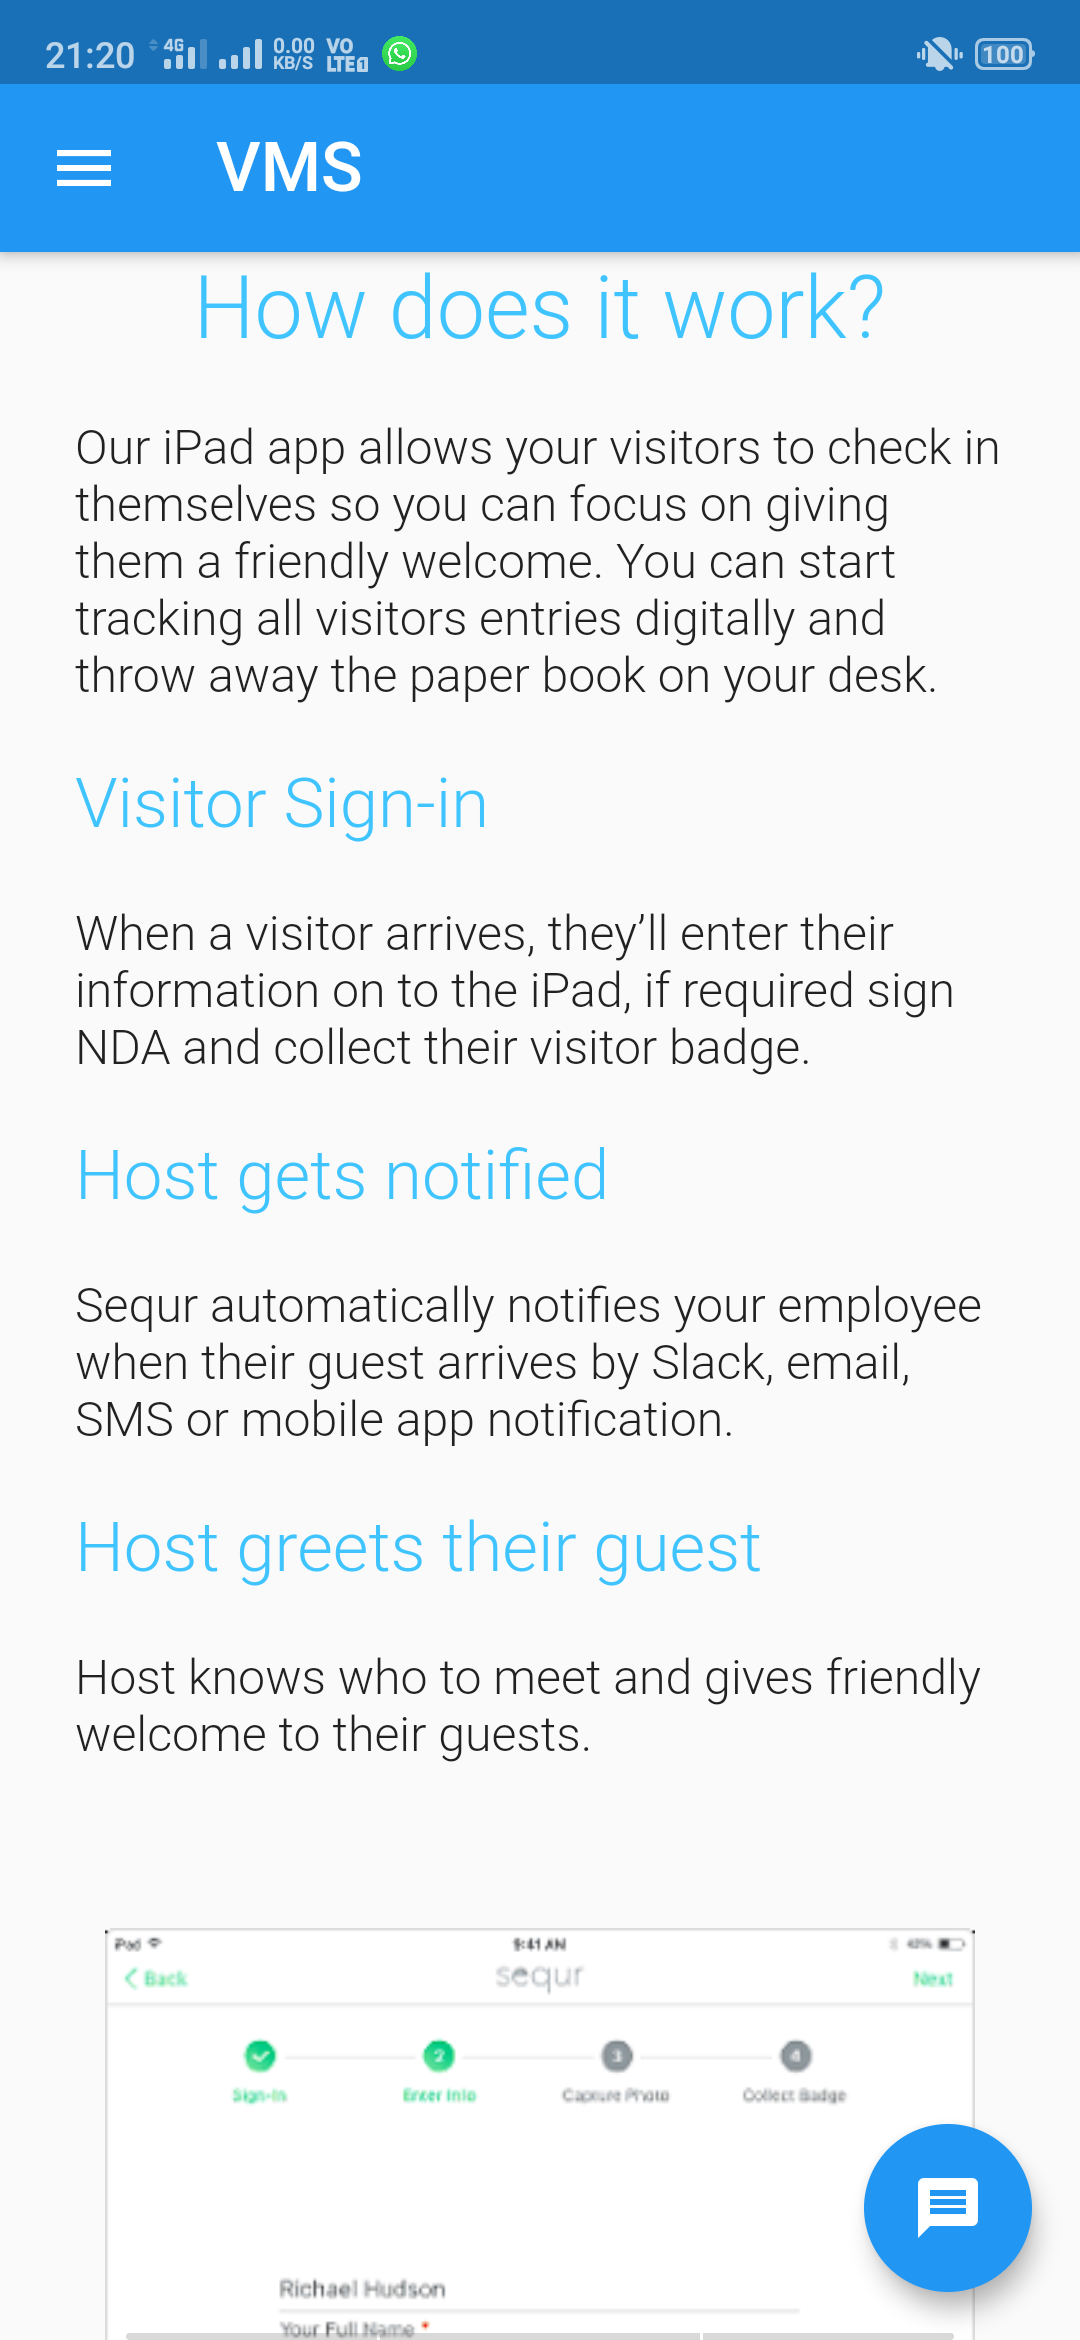 21:20 4G 0.00 KB/S VO LTE1 100
VMS
How does it work?
Our iPad app allows your visitors to check in
themselves so you can focus on giving
them a friendly welcome. You can start
tracking all visitors entries digitally and
throw away the paper book on your desk.
Visitor Sign-in
When a visitor arrives, they’ll enter their
information on to the iPad, if required sign
NDA and collect their visitor badge.
Host gets notified
Sequr automatically notifies your employee
when their guest arrives by Slack, email,
SMS or mobile app notification.
Host greets their guest
Host knows who to meet and gives friendly
welcome to their guests.
iPad 9:41 AM 42%
Back sequr Next
2 3 4
Sign-In Enter Info Capture Photo Collect Badge
Richael Hudson
Your Full Name *